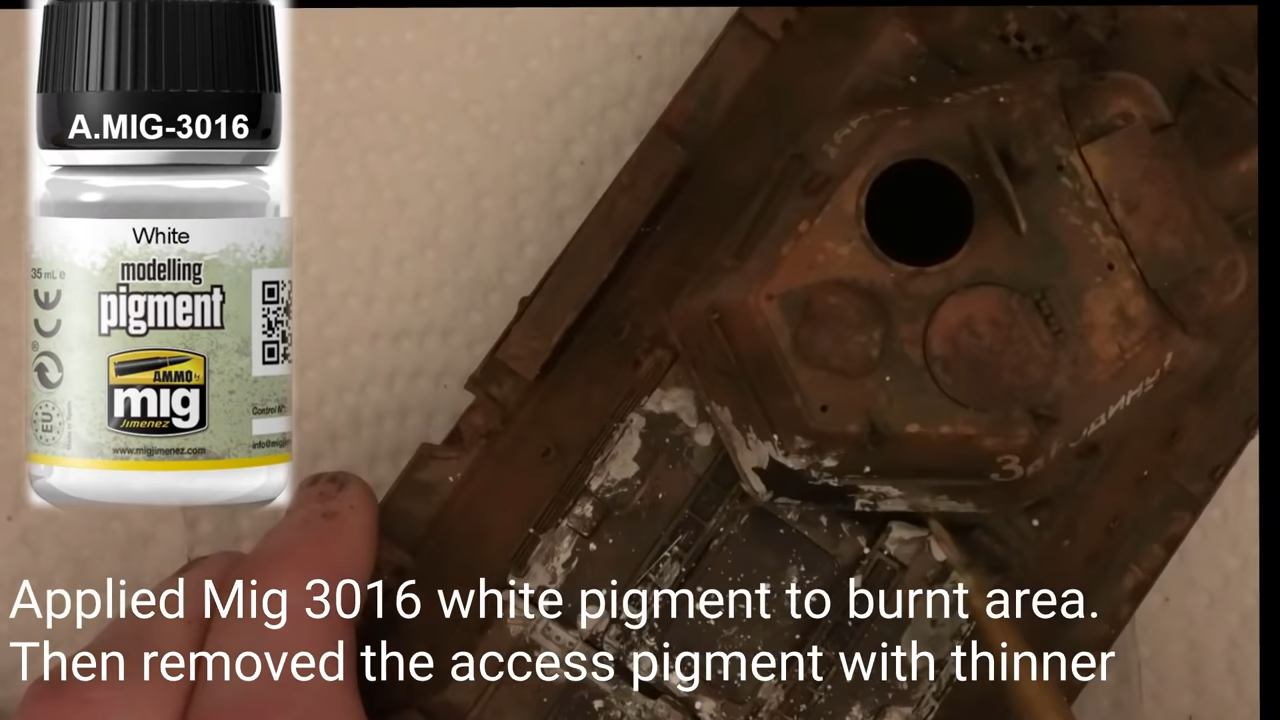 A.MIG-3016
White
35 mL e
modelling
pigment
AMMO
mig
Jimenez
www.migjimenez.com
EU
Applied Mig 3016 white pigment to burnt area.
Then removed the access pigment with thinner